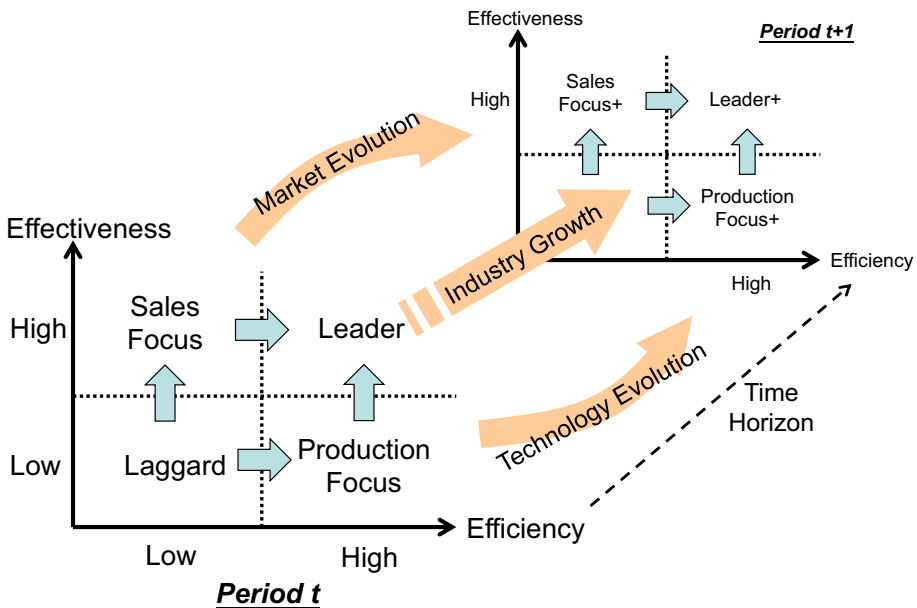 Effectiveness
Period t+1
High
Sales
Focus+
Leader+
Production
Focus+
High
Efficiency
Market Evolution
Industry Growth
Technology Evolution
Time
Horizon
Effectiveness
High
Sales
Focus
Leader
Low
Laggard
Production
Focus
Efficiency
Low
High
Period t